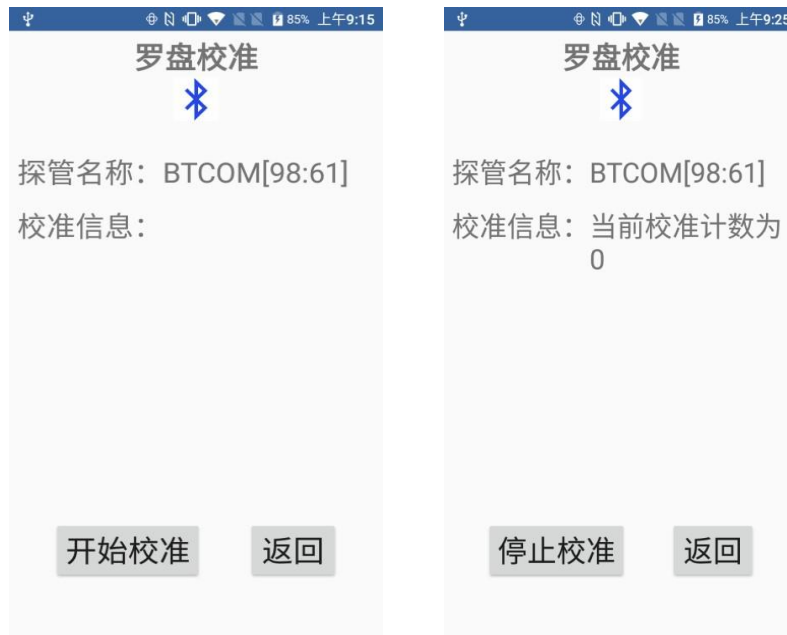 85% 上午9:15
罗盘校准
探管名称：BTCOM[98:61]
校准信息：
开始校准 返回
85% 上午9:25
罗盘校准
探管名称：BTCOM[98:61]
校准信息：当前校准计数为
0
停止校准 返回